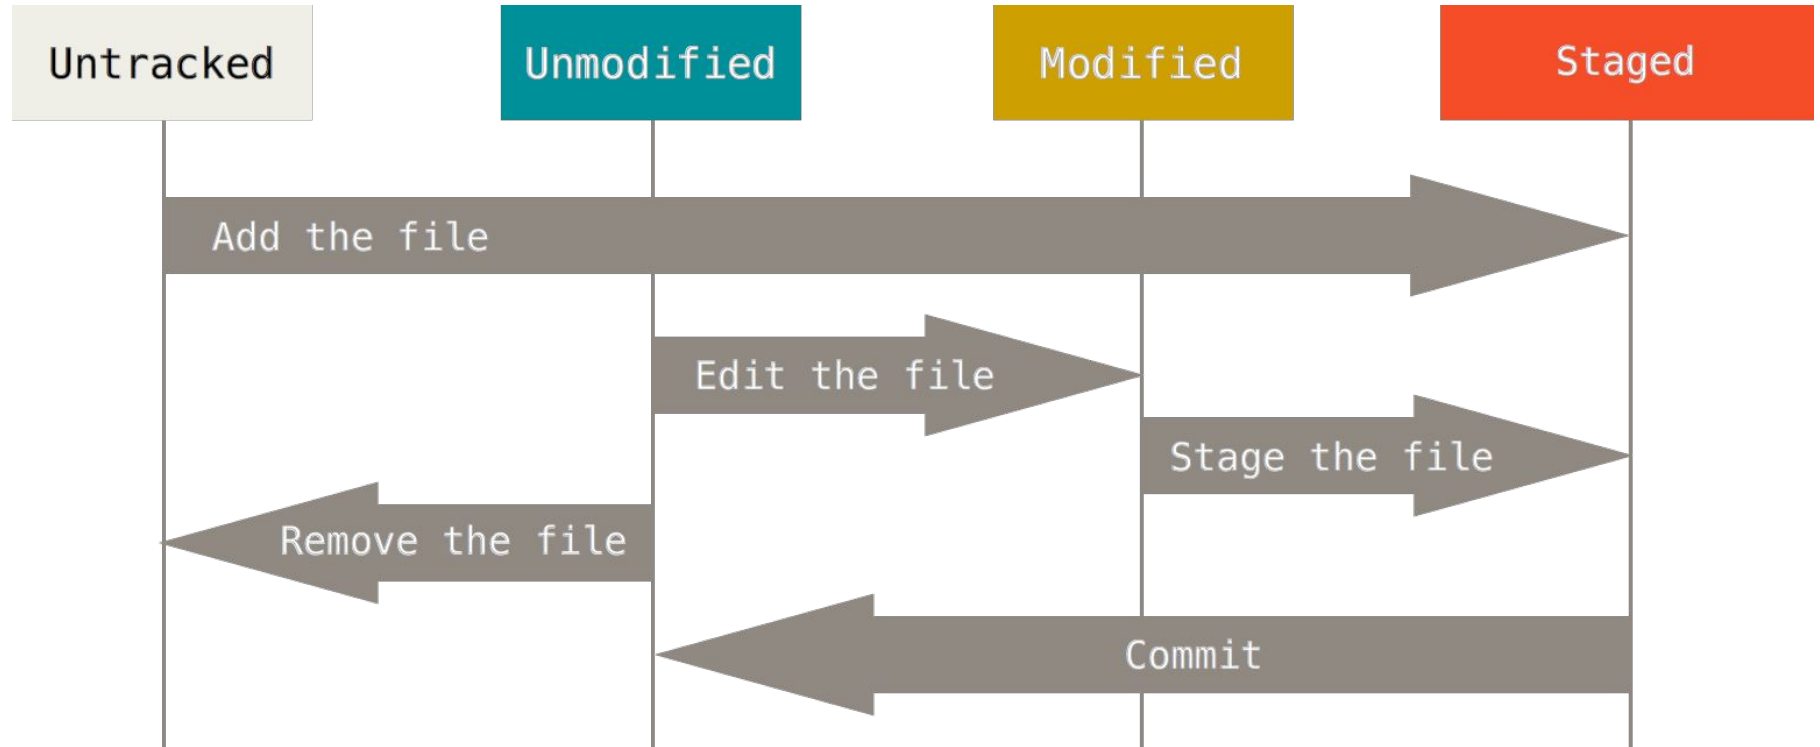 Untracked
Unmodified
Modified
Staged
Add the file
Edit the file
Stage the file
Remove the file
Commit